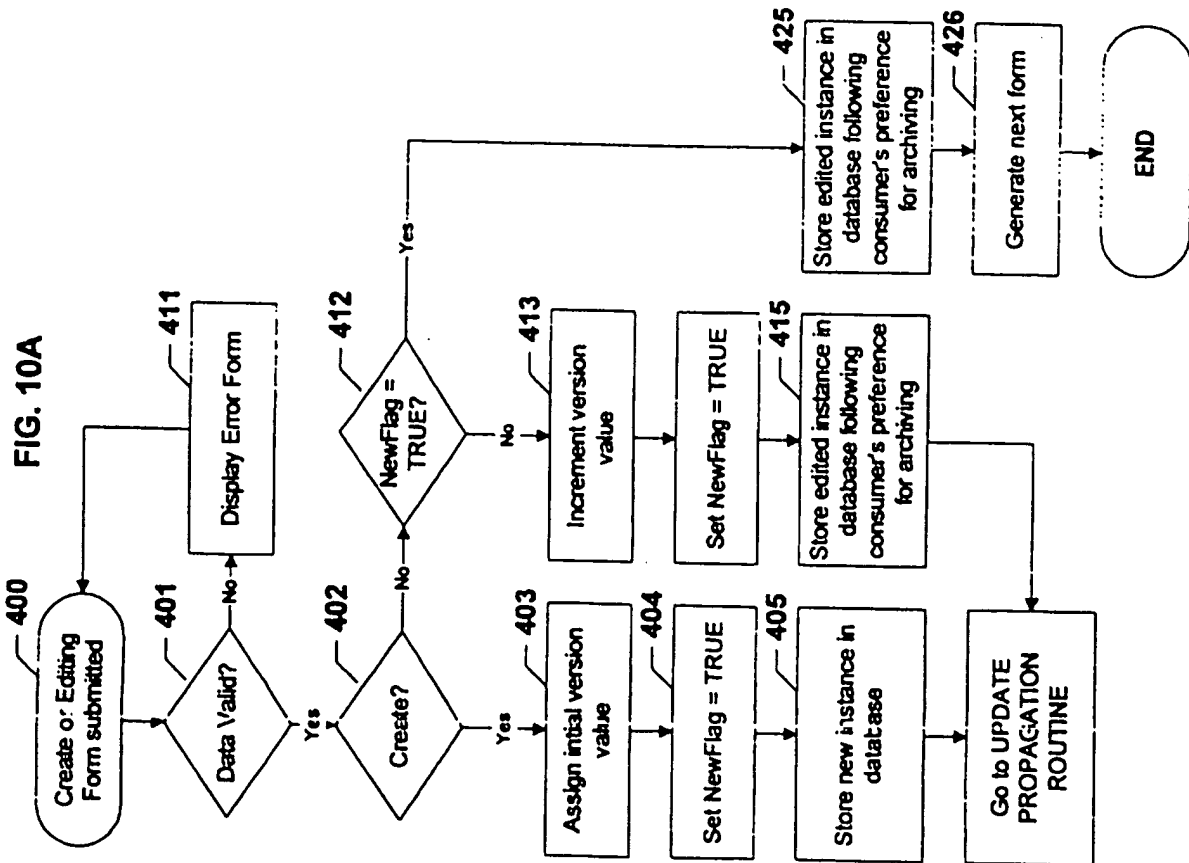 FIG. 10A
400
Create or Editing
Form submitted
401
Data Valid?
No
411
Display Error Form
Yes
402
Create?
No
412
NewFlag =
TRUE?
Yes
Yes
403
Assign intial version
value
404
Set NewFlag = TRUE
405
Store new instance in
datatbase
Go to UPDATE
PROPAGATION
ROUTINE
No
413
Increment version
value
Set NewFlag = TRUE
415
Store edited instance in
database following
consumer's preference
for archiving
425
Store edited instance in
database following
consumer's preference
for archiving
426
Generate next form
END